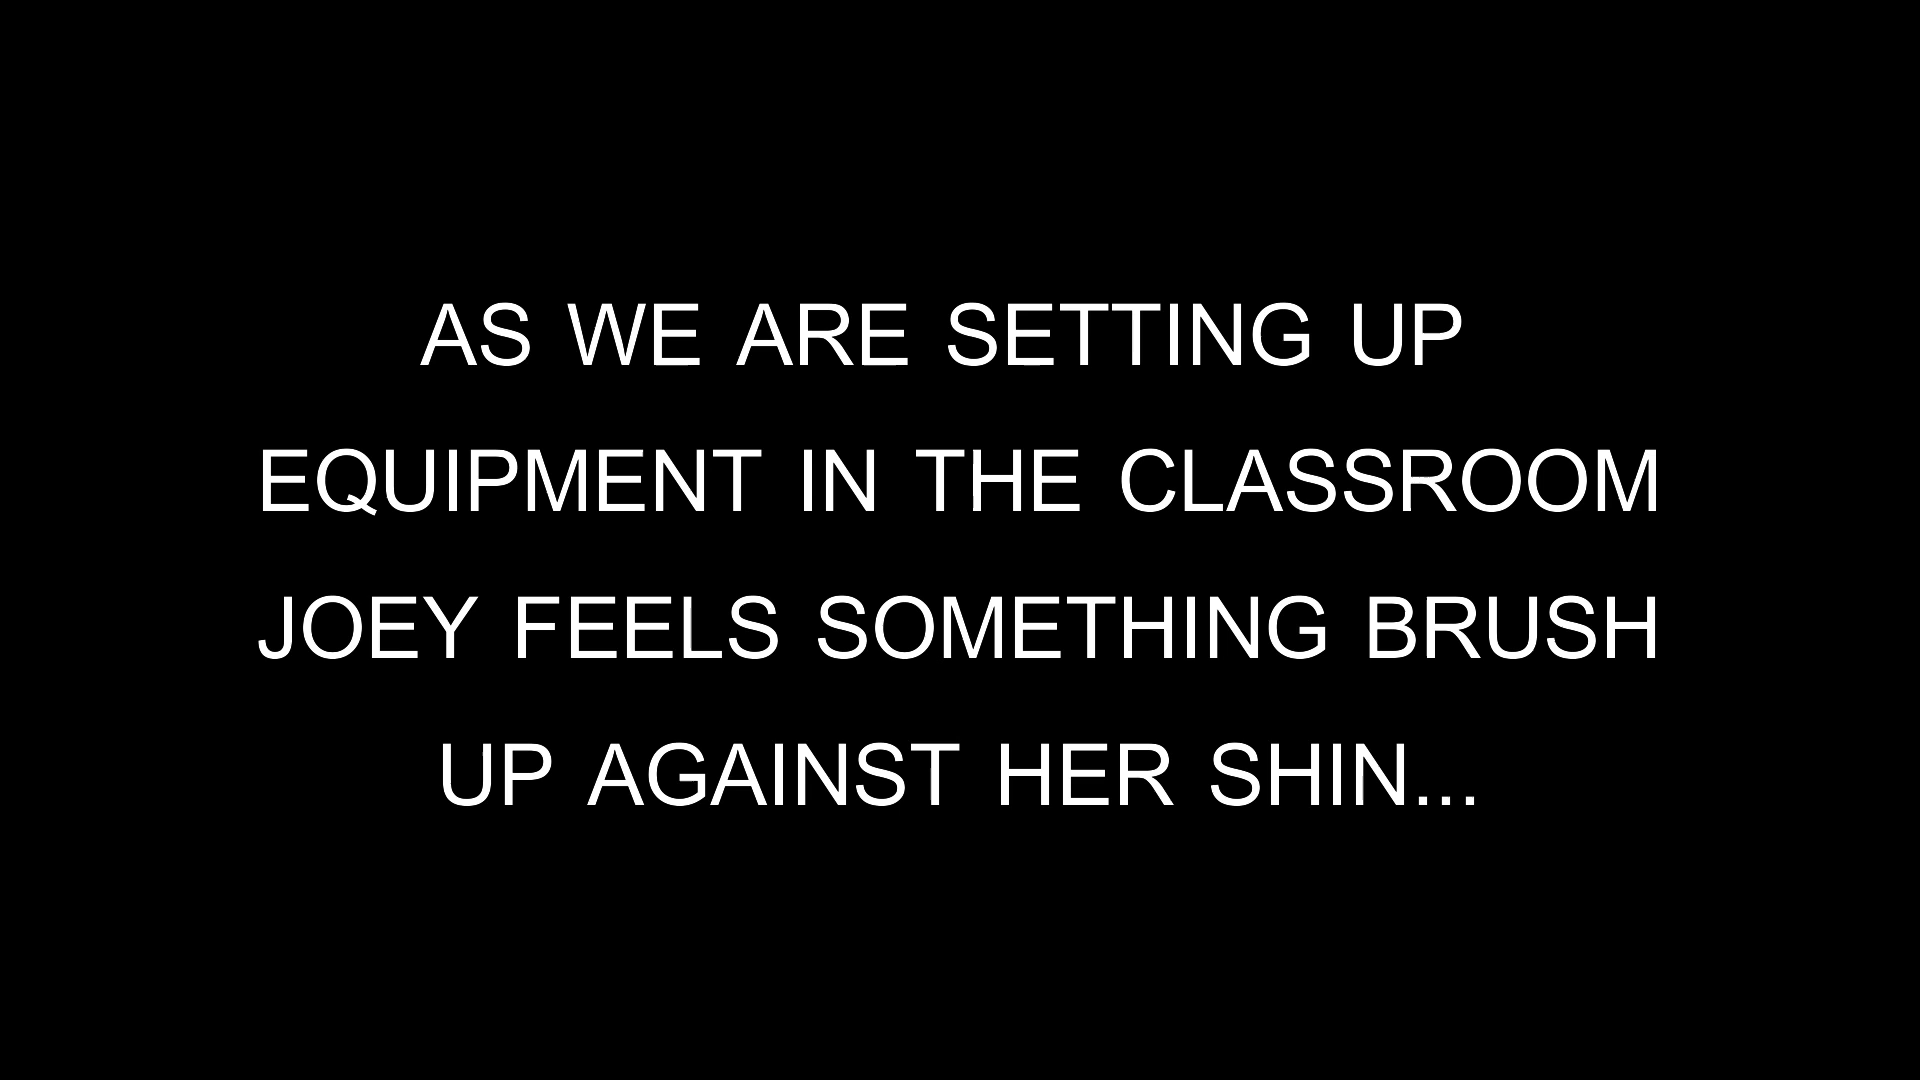 AS WE ARE SETTING UP
EQUIPMENT IN THE CLASSROOM
JOEY FEELS SOMETHING BRUSH
UP AGAINST HER SHIN...